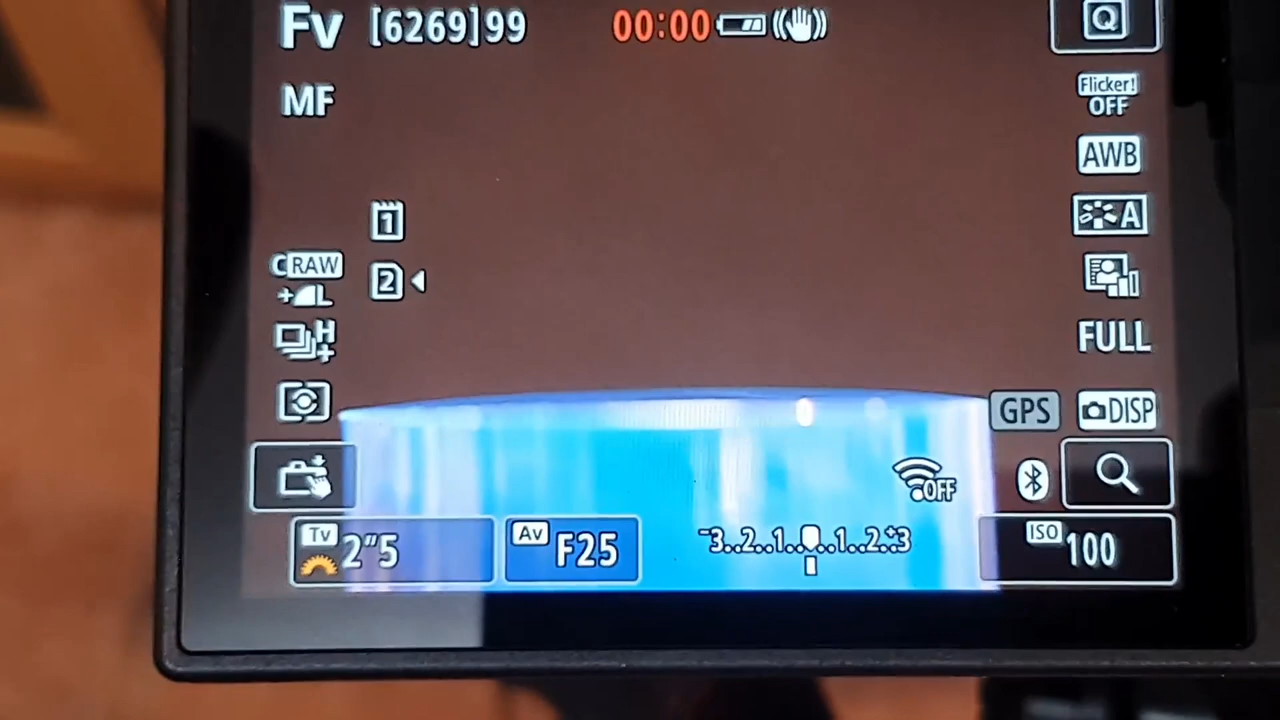 Fv [6269]99 00:00 Q
MF
Flicker!
OFF
AWB
A
1
CRAW
+L
2
H
+
FULL
GPS
DISP
OFF
Tv 2"5
Av F25
-3..2..1..0..1..2..+3
ISO 100